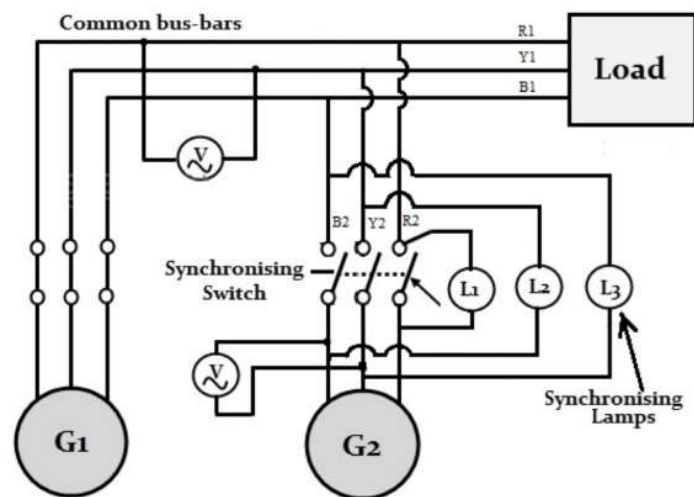 Common bus-bars
R1
Y1
B1
Load
V
B2
Y2
R2
Synchronising
Switch
L1
L2
L3
V
Synchronising
Lamps
G1
G2